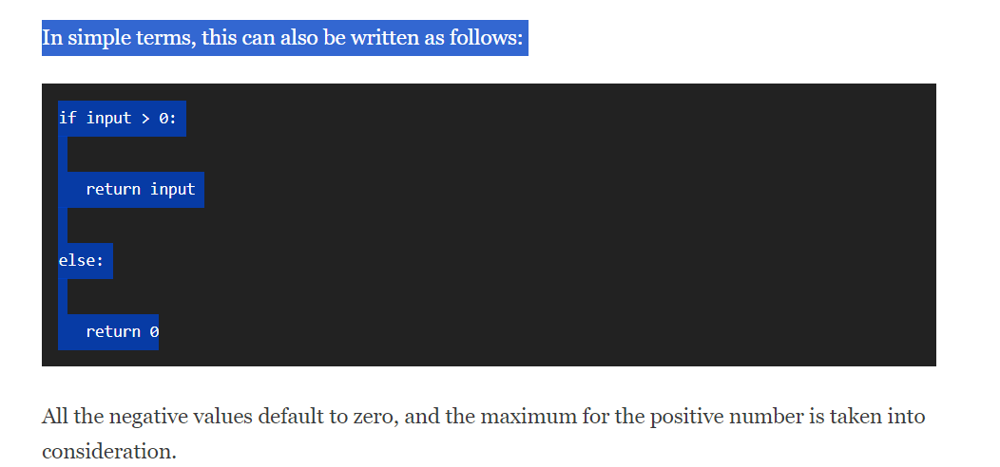 In simple terms, this can also be written as follows:
if input > 0:
return input
else:
return 0
All the negative values default to zero, and the maximum for the positive number is taken into
consideration.